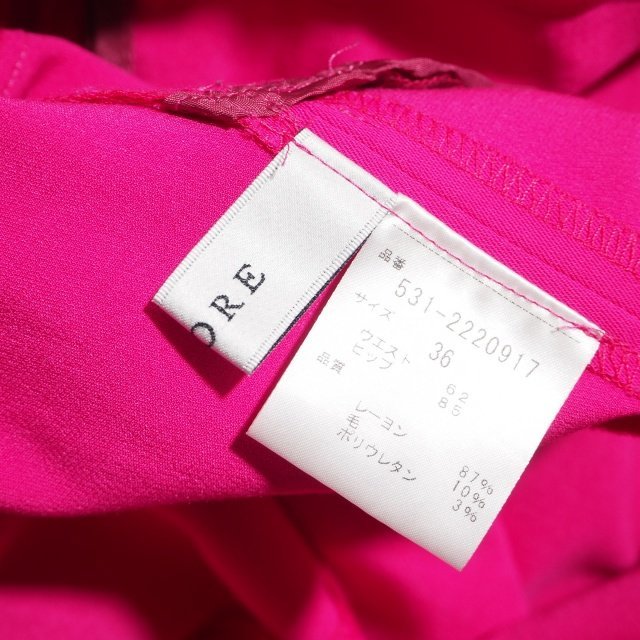 ORE
品番
531-2220917
サイズ
36
ウエスト 62
ヒップ 85
品質
レーヨン 87%
毛 10%
ポリウレタン 3%